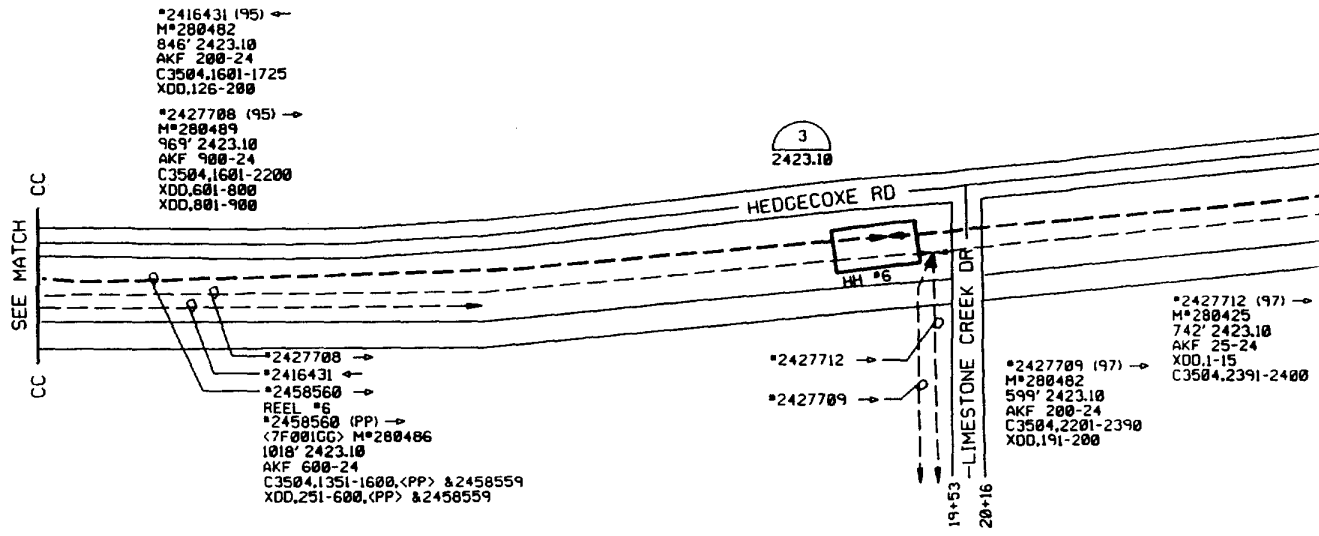 *2416431 (95) ←
M*280482
846' 2423.10
AKF 200-24
C3504,1601-1725
XDD,126-200
*2427708 (95) →
M*280489
969' 2423.10
AKF 900-24
C3504,1601-2200
XDD,601-800
XDD,801-900
3
2423.10
HEDGECOXE RD
CC
SEE MATCH
CC
HH *6
*2427708 →
*2416431 ←
*2458560 →
REEL *6
*2458560 (PP) →
<7F001GG> M*280486
1018' 2423.10
AKF 600-24
C3504,1351-1600,<PP> &2458559
XDD,251-600,<PP> &2458559
*2427712 →
*2427709 →
LIMESTONE CREEK DR
19+53
20+16
*2427709 (97) →
M*280482
599' 2423.10
AKF 200-24
C3504,2201-2390
XDD,191-200
*2427712 (97) →
M*280425
742' 2423.10
AKF 25-24
XDD,1-15
C3504,2391-2400